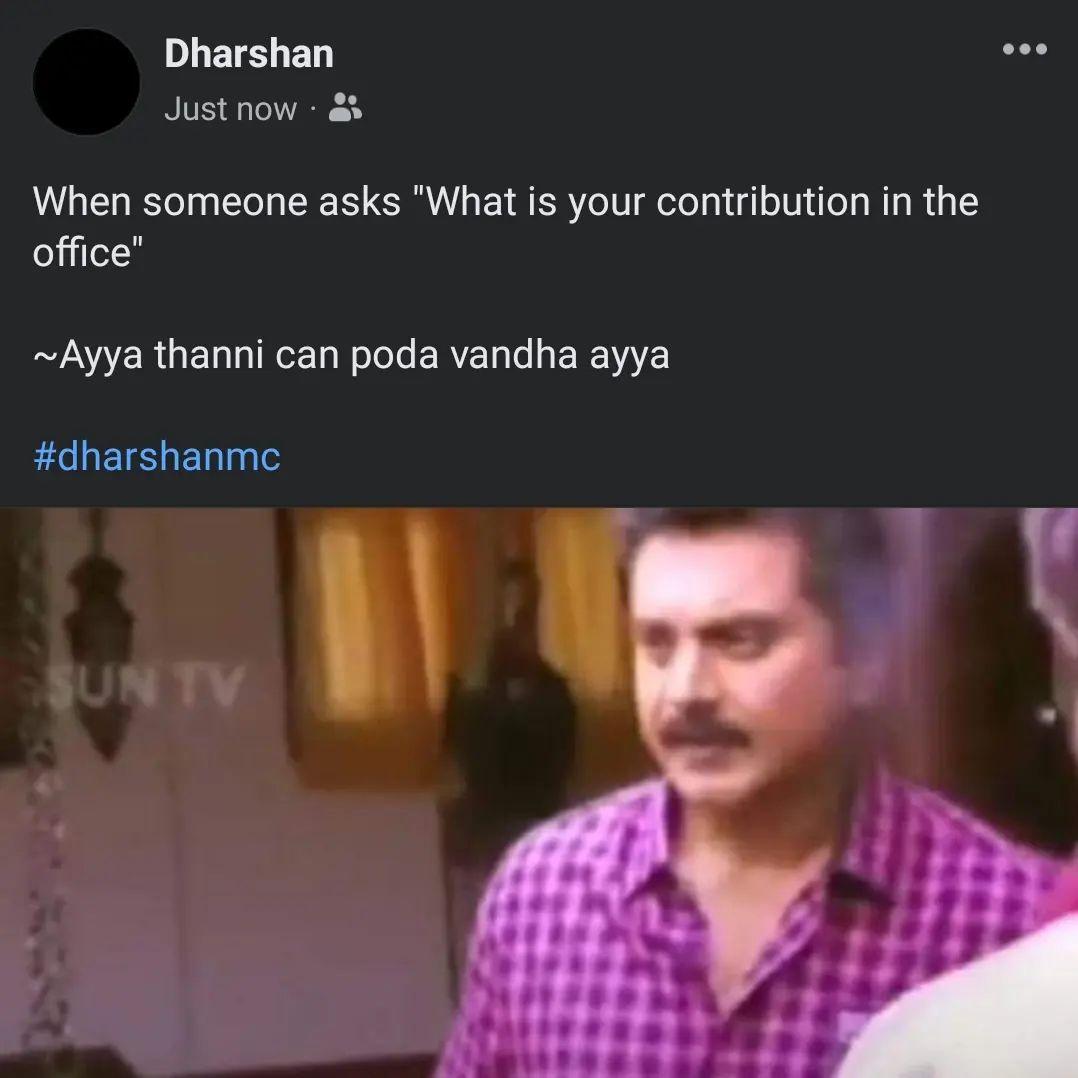 Dharshan
Just now ·
When someone asks "What is your contribution in the
office"
~Ayya thanni can poda vandha ayya
#dharshanmc
SUN TV